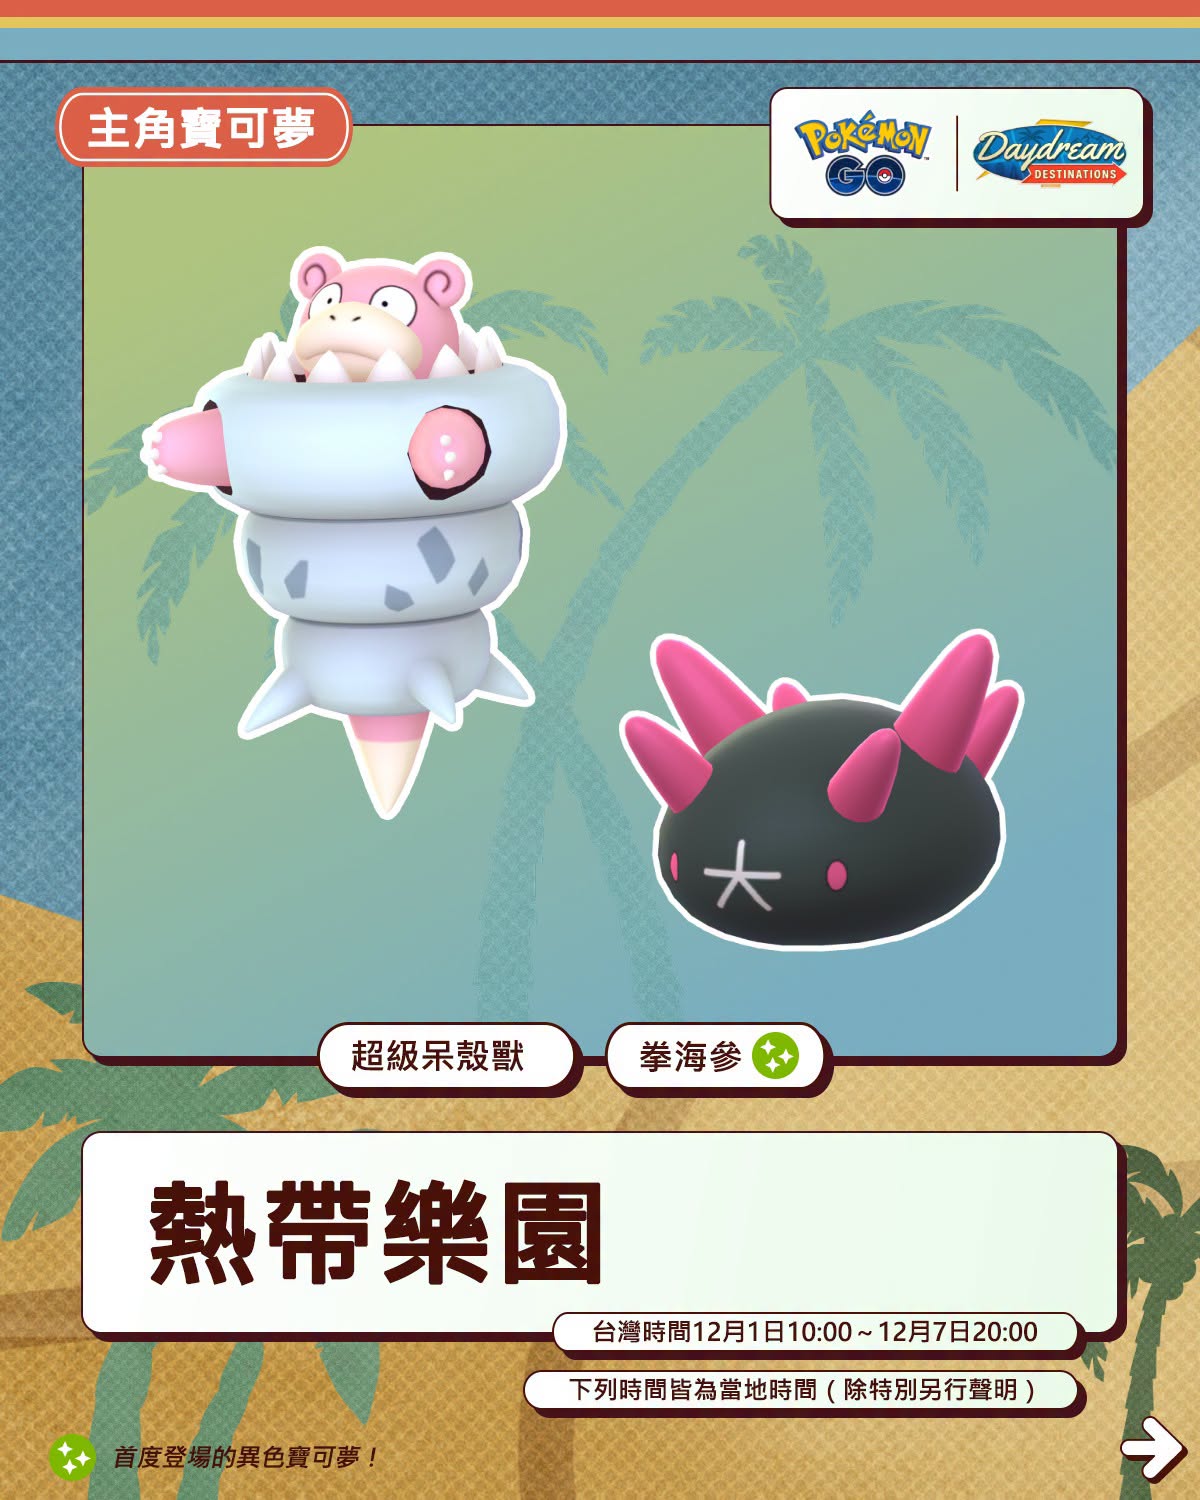 主角寶可夢
POKÉMON GO
Daydream
DESTINATIONS
超級呆殼獸
拳海參
熱帶樂園
台灣時間12月1日10:00～12月7日20:00
下列時間皆為當地時間（除特別另行聲明）
首度登場的異色寶可夢！